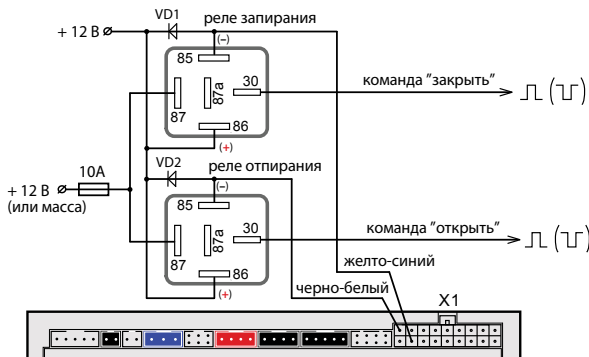 VD1
реле запирания
+ 12 В
(–)
85
30
87a
87
86
(+)
команда "закрыть"
( )
VD2
реле отпирания
(–)
10A
+ 12 В
(или масса)
85
30
87a
87
86
(+)
команда "открыть"
( )
желто-синий
черно-белый
X1